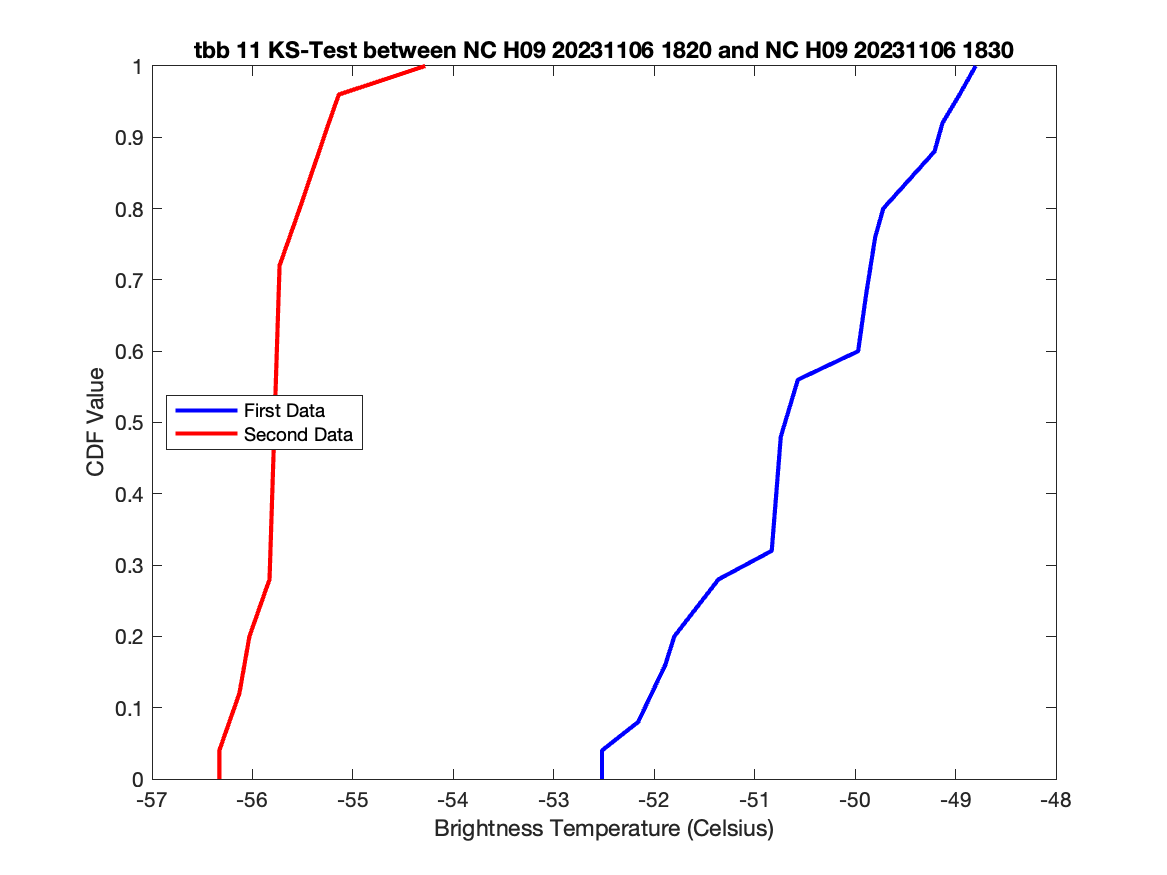 tbb 11 KS-Test between NC H09 20231106 1820 and NC H09 20231106 1830
1
0.9
0.8
0.7
0.6
0.5
0.4
0.3
0.2
0.1
0
CDF Value
First Data
Second Data
-57 -56 -55 -54 -53 -52 -51 -50 -49 -48
Brightness Temperature (Celsius)